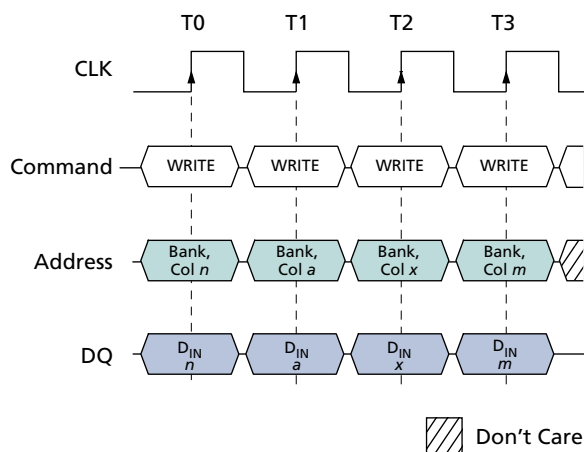 T0 T1 T2 T3
CLK
Command WRITE WRITE WRITE WRITE
Address Bank, Col n Bank, Col a Bank, Col x Bank, Col m
DQ DIN n DIN a DIN x DIN m
Don't Care